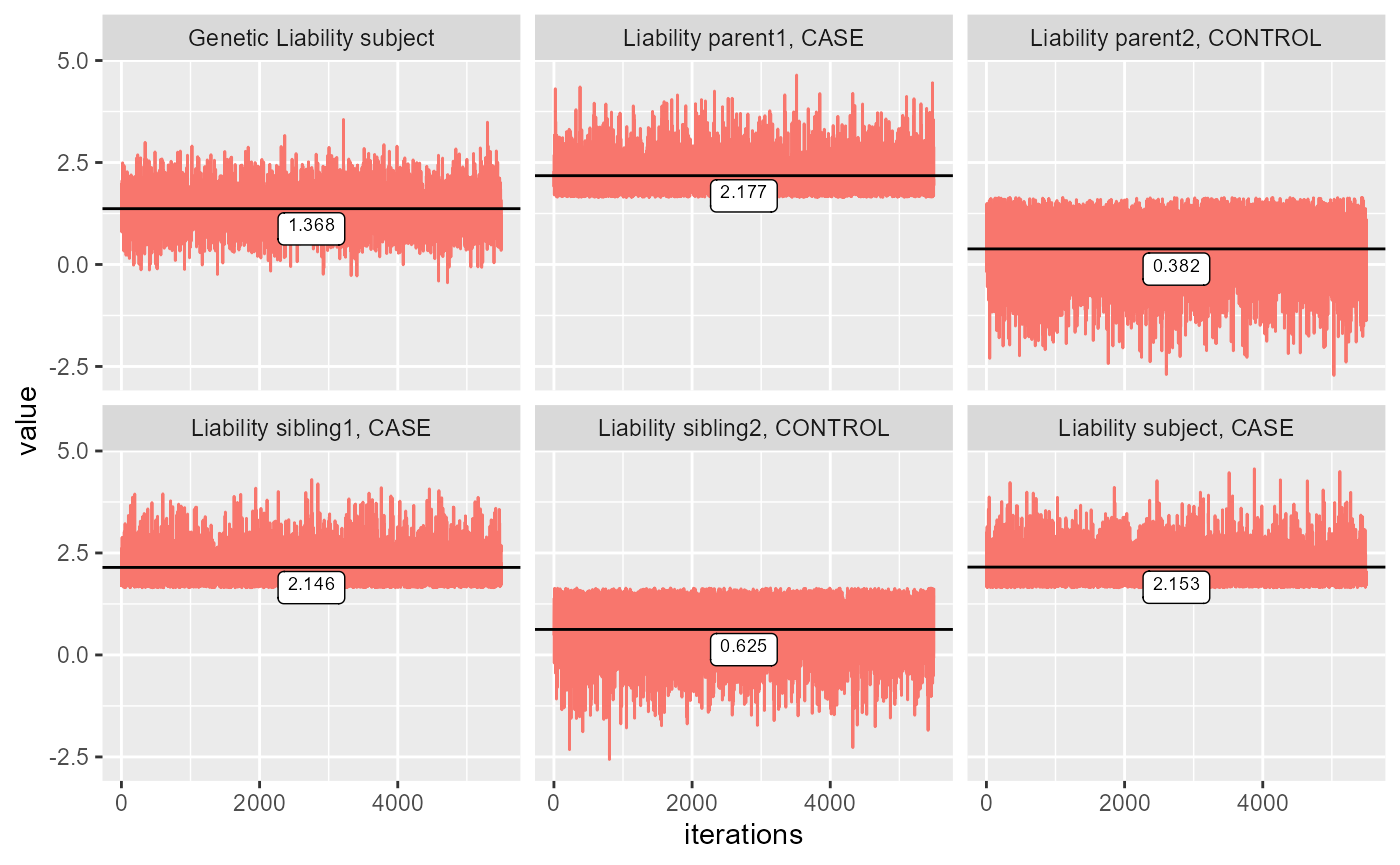 Genetic Liability subject
Liability parent1, CASE
Liability parent2, CONTROL
5.0
2.5
0.0
-2.5
1.368
2.177
0.382
value
Liability sibling1, CASE
Liability sibling2, CONTROL
Liability subject, CASE
5.0
2.5
0.0
-2.5
2.146
0.625
2.153
0
2000
4000
0
2000
4000
0
2000
4000
iterations